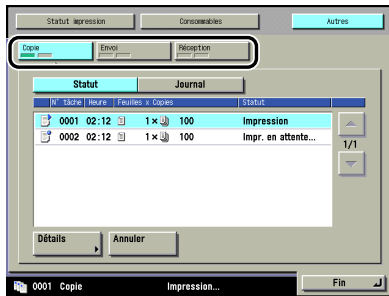 Statut impression Consommables Autres
Copie Envoi Réception
Statut Journal
N° tâche Heure Feuilles x Copies Statut
0001 02:12 1 x 100 Impression
0002 02:12 1 x 100 Impr. en attente...
1/1
Détails Annuler
0001 Copie Impression... Fin